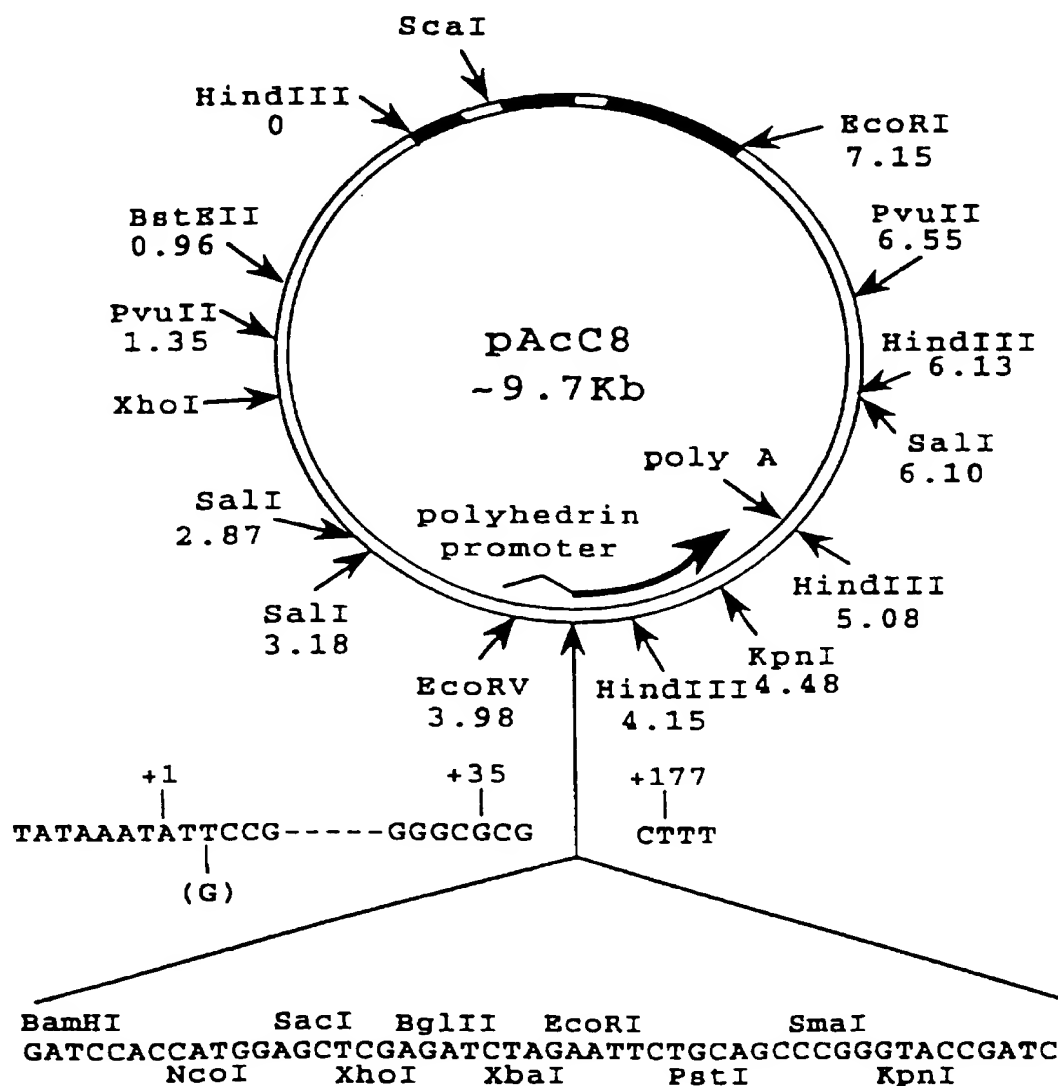 ScaI
HindIII
0
EcoRI
7.15
BstEII
0.96
PvuII
6.55
PvuII
1.35
pAcC8
~9.7Kb
HindIII
6.13
XhoI
SalI
6.10
poly A
SalI
2.87
polyhedrin
promoter
SalI
3.18
HindIII
5.08
KpnI
4.48
EcoRV
3.98
HindIII
4.15
+1
+35
+177
TATAAATATTCCG-----GGGCGCG
CTTT
(G)
BamHI SacI BglII EcoRI SmaI
GATCCACCATGGAGCTCGAGATCTAGAATTCTGCAGCCCGGGTACCGATC
NcoI XhoI XbaI PstI KpnI